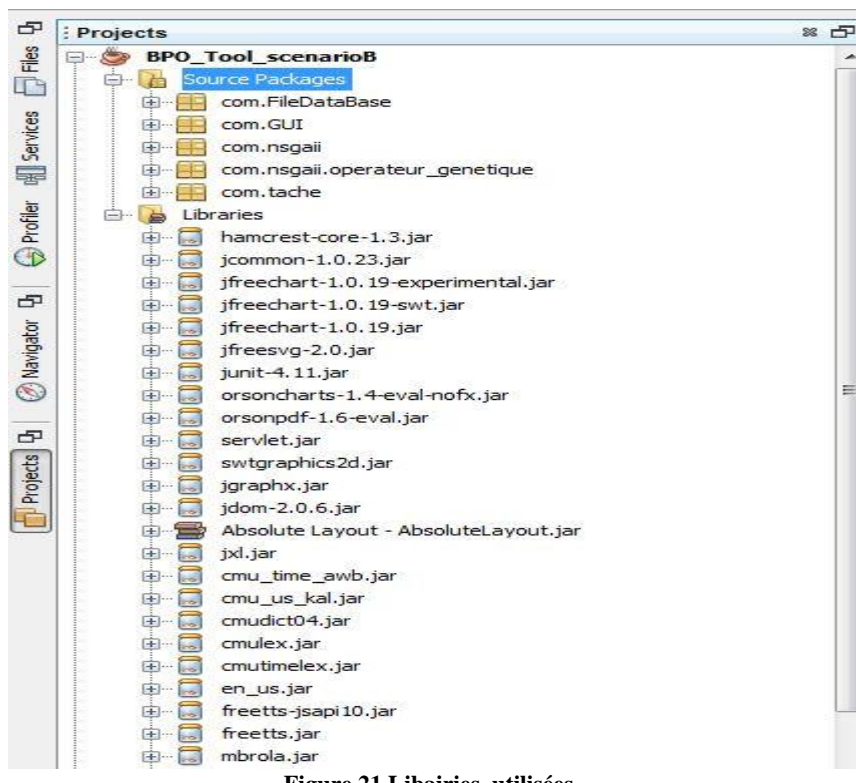 Files
Services
Profiler
Navigator
Projects
Projects
BPO_Tool_scenarioB
Source Packages
com.FileDataBase
com.GUI
com.nsgaii
com.nsgaii.operateur_genetique
com.tache
Libraries
hamcrest-core-1.3.jar
jcommon-1.0.23.jar
jfreechart-1.0.19-experimental.jar
jfreechart-1.0.19-swt.jar
jfreechart-1.0.19.jar
jfreesvg-2.0.jar
junit-4.11.jar
orsoncharts-1.4-eval-nofx.jar
orsonpdf-1.6-eval.jar
servlet.jar
swtgraphics2d.jar
jgraphx.jar
jdom-2.0.6.jar
Absolute Layout - AbsoluteLayout.jar
jxl.jar
cmu_time_awb.jar
cmu_us_kal.jar
cmudict04.jar
cmulex.jar
cmutimelex.jar
en_us.jar
freetts-jsapi10.jar
freetts.jar
mbrola.jar
Figure 21 Libairies utilisées